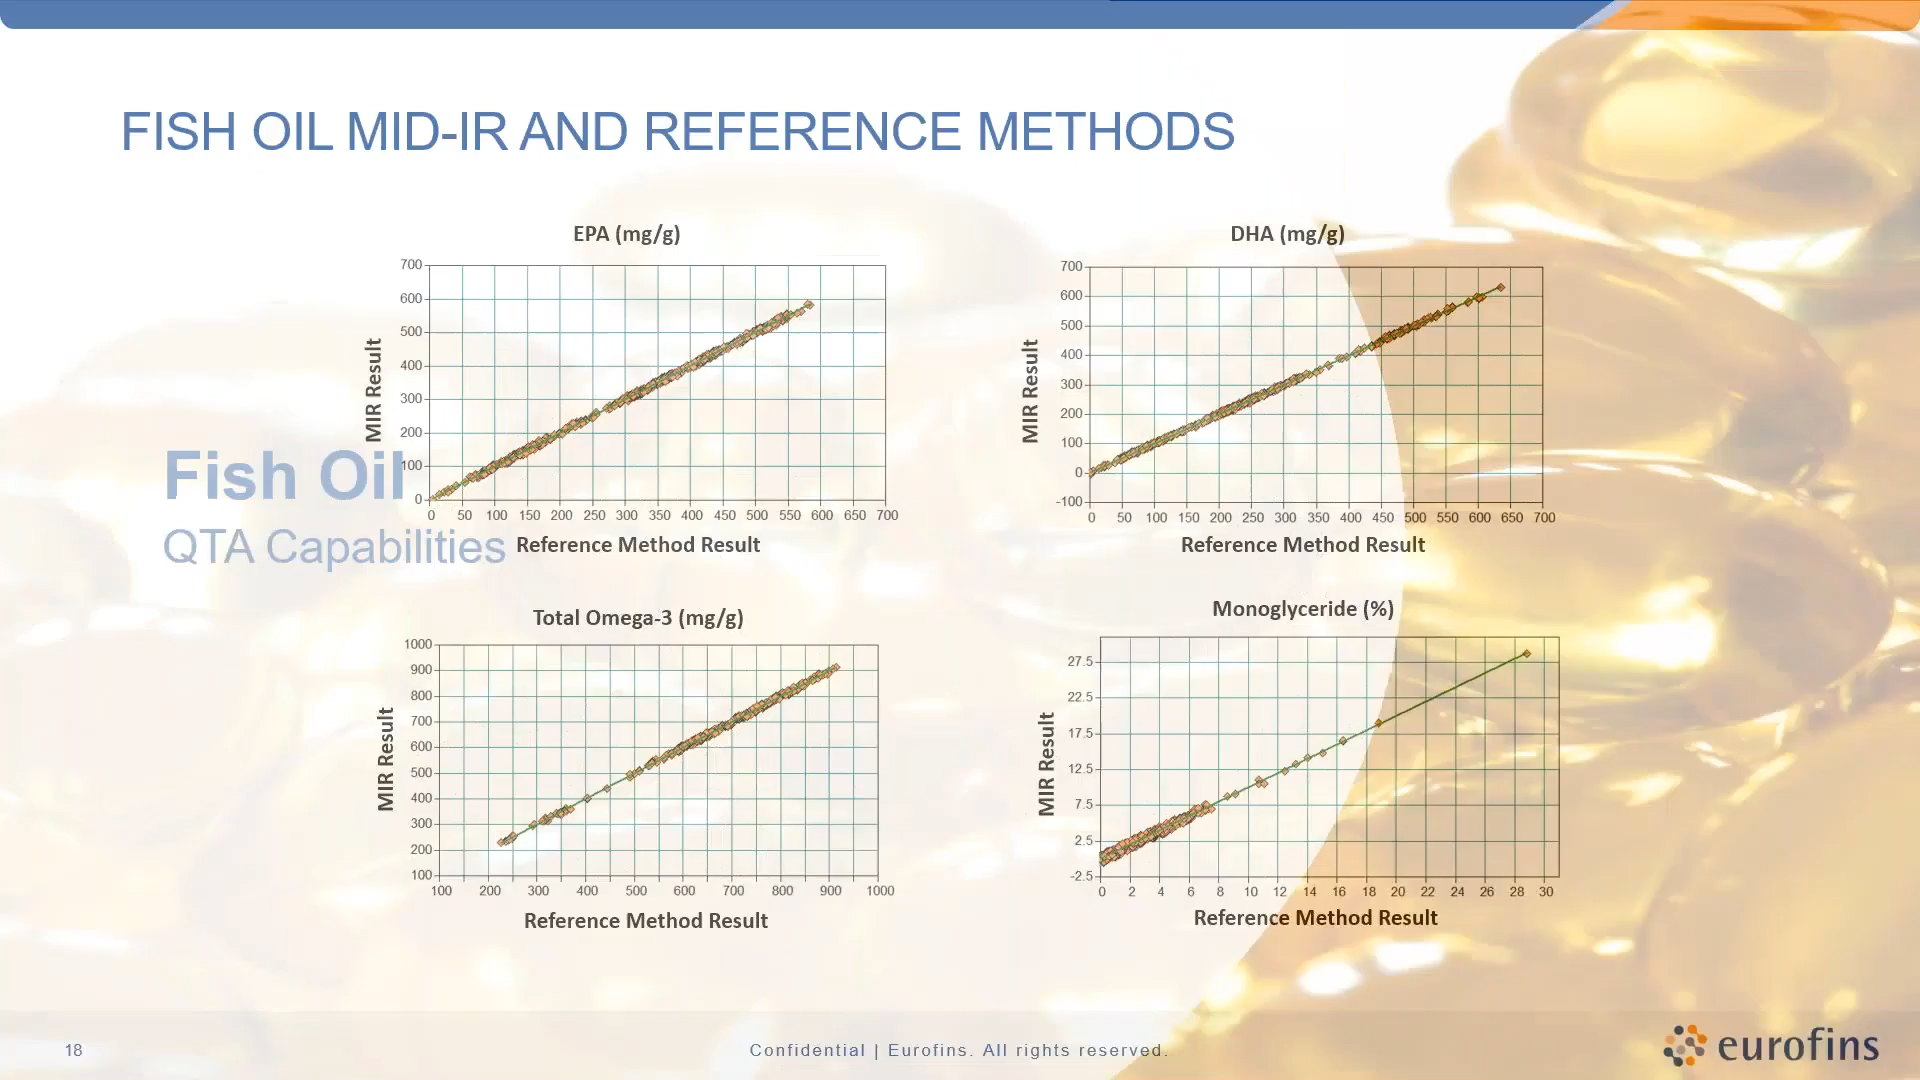 FISH OIL MID-IR AND REFERENCE METHODS
EPA (mg/g)
700
600
500
400
300
200
100
0
0 50 100 150 200 250 300 350 400 450 500 550 600 650 700
MIR Result
Reference Method Result
DHA (mg/g)
700
600
500
400
300
200
100
0
-100
0 50 100 150 200 250 300 350 400 450 500 550 600 650 700
MIR Result
Reference Method Result
Fish Oil
QTA Capabilities
Total Omega-3 (mg/g)
1000
900
800
700
600
500
400
300
200
100
100 200 300 400 500 600 700 800 900 1000
MIR Result
Reference Method Result
Monoglyceride (%)
27.5
22.5
17.5
12.5
7.5
2.5
-2.5
0 2 4 6 8 10 12 14 16 18 20 22 24 26 28 30
MIR Result
Reference Method Result
18
Confidential | Eurofins. All rights reserved.
eurofins